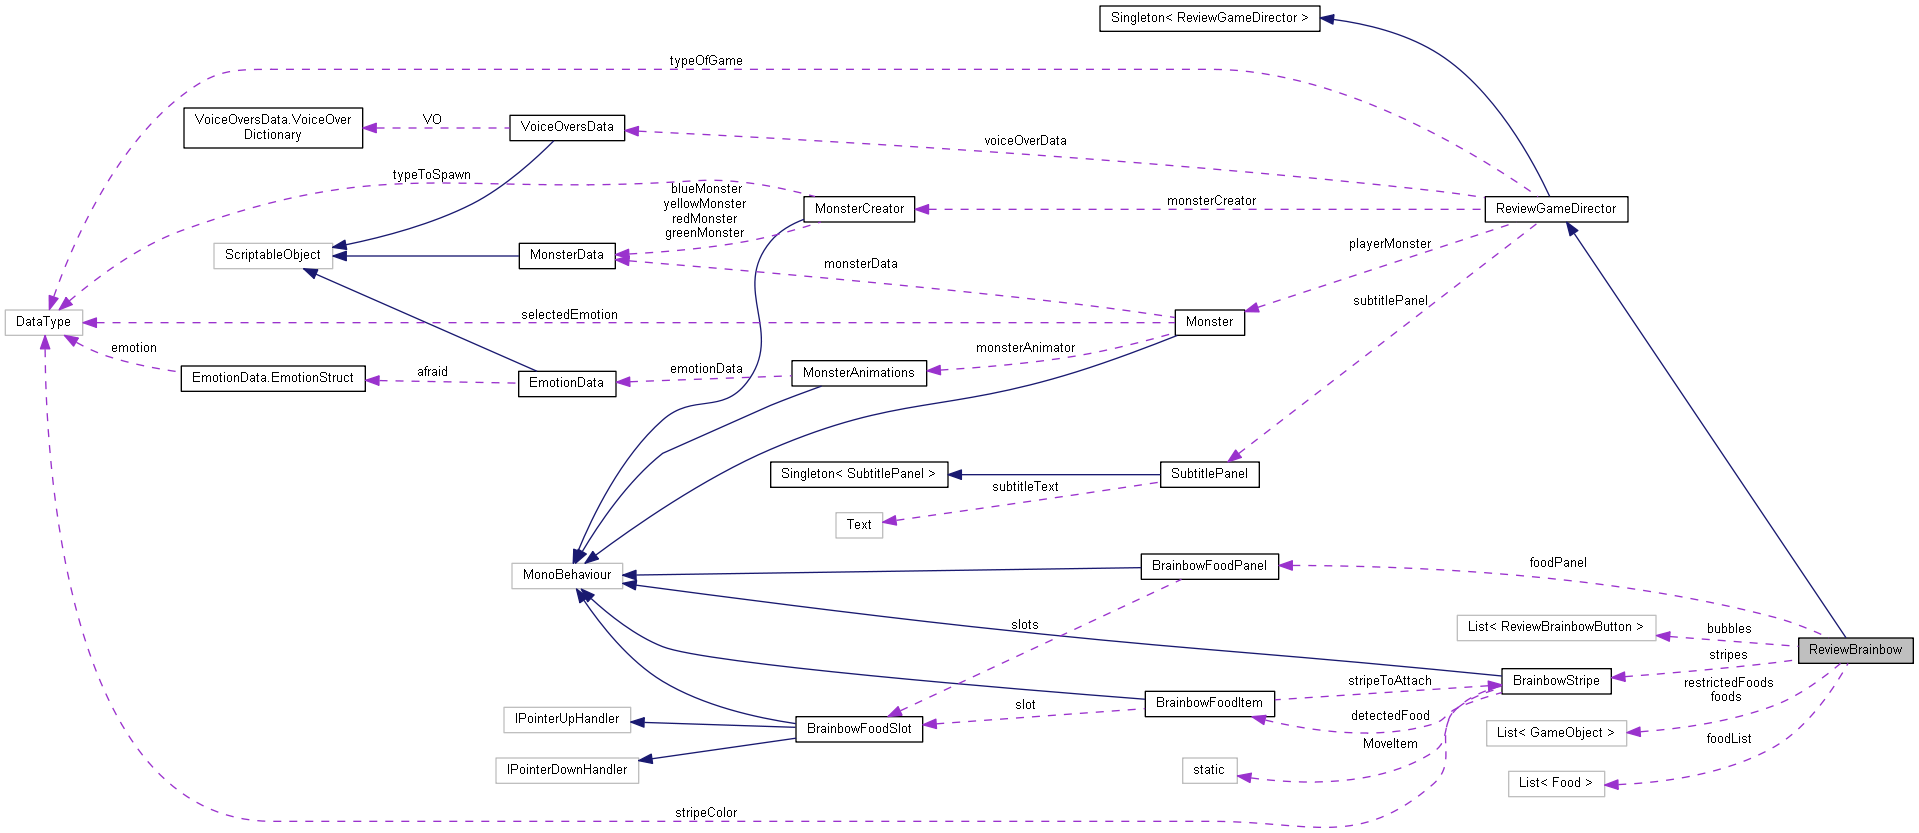 Singleton< ReviewGameDirector >
typeOfGame
VoiceOversData.VoiceOver
Dictionary
VO
VoiceOversData
voiceOverData
typeToSpawn
blueMonster
yellowMonster
redMonster
greenMonster
MonsterCreator
monsterCreator
ReviewGameDirector
ScriptableObject
MonsterData
monsterData
playerMonster
subtitlePanel
DataType
selectedEmotion
Monster
emotion
EmotionData.EmotionStruct
afraid
EmotionData
emotionData
MonsterAnimations
monsterAnimator
Singleton< SubtitlePanel >
SubtitlePanel
subtitleText
Text
MonoBehaviour
BrainbowFoodPanel
foodPanel
slots
List< ReviewBrainbowButton >
bubbles
ReviewBrainbow
stripes
BrainbowStripe
stripeToAttach
restrictedFoods
foods
BrainbowFoodItem
slot
detectedFood
IPointerUpHandler
BrainbowFoodSlot
List< GameObject >
foodList
MoveItem
IPointerDownHandler
static
List< Food >
stripeColor